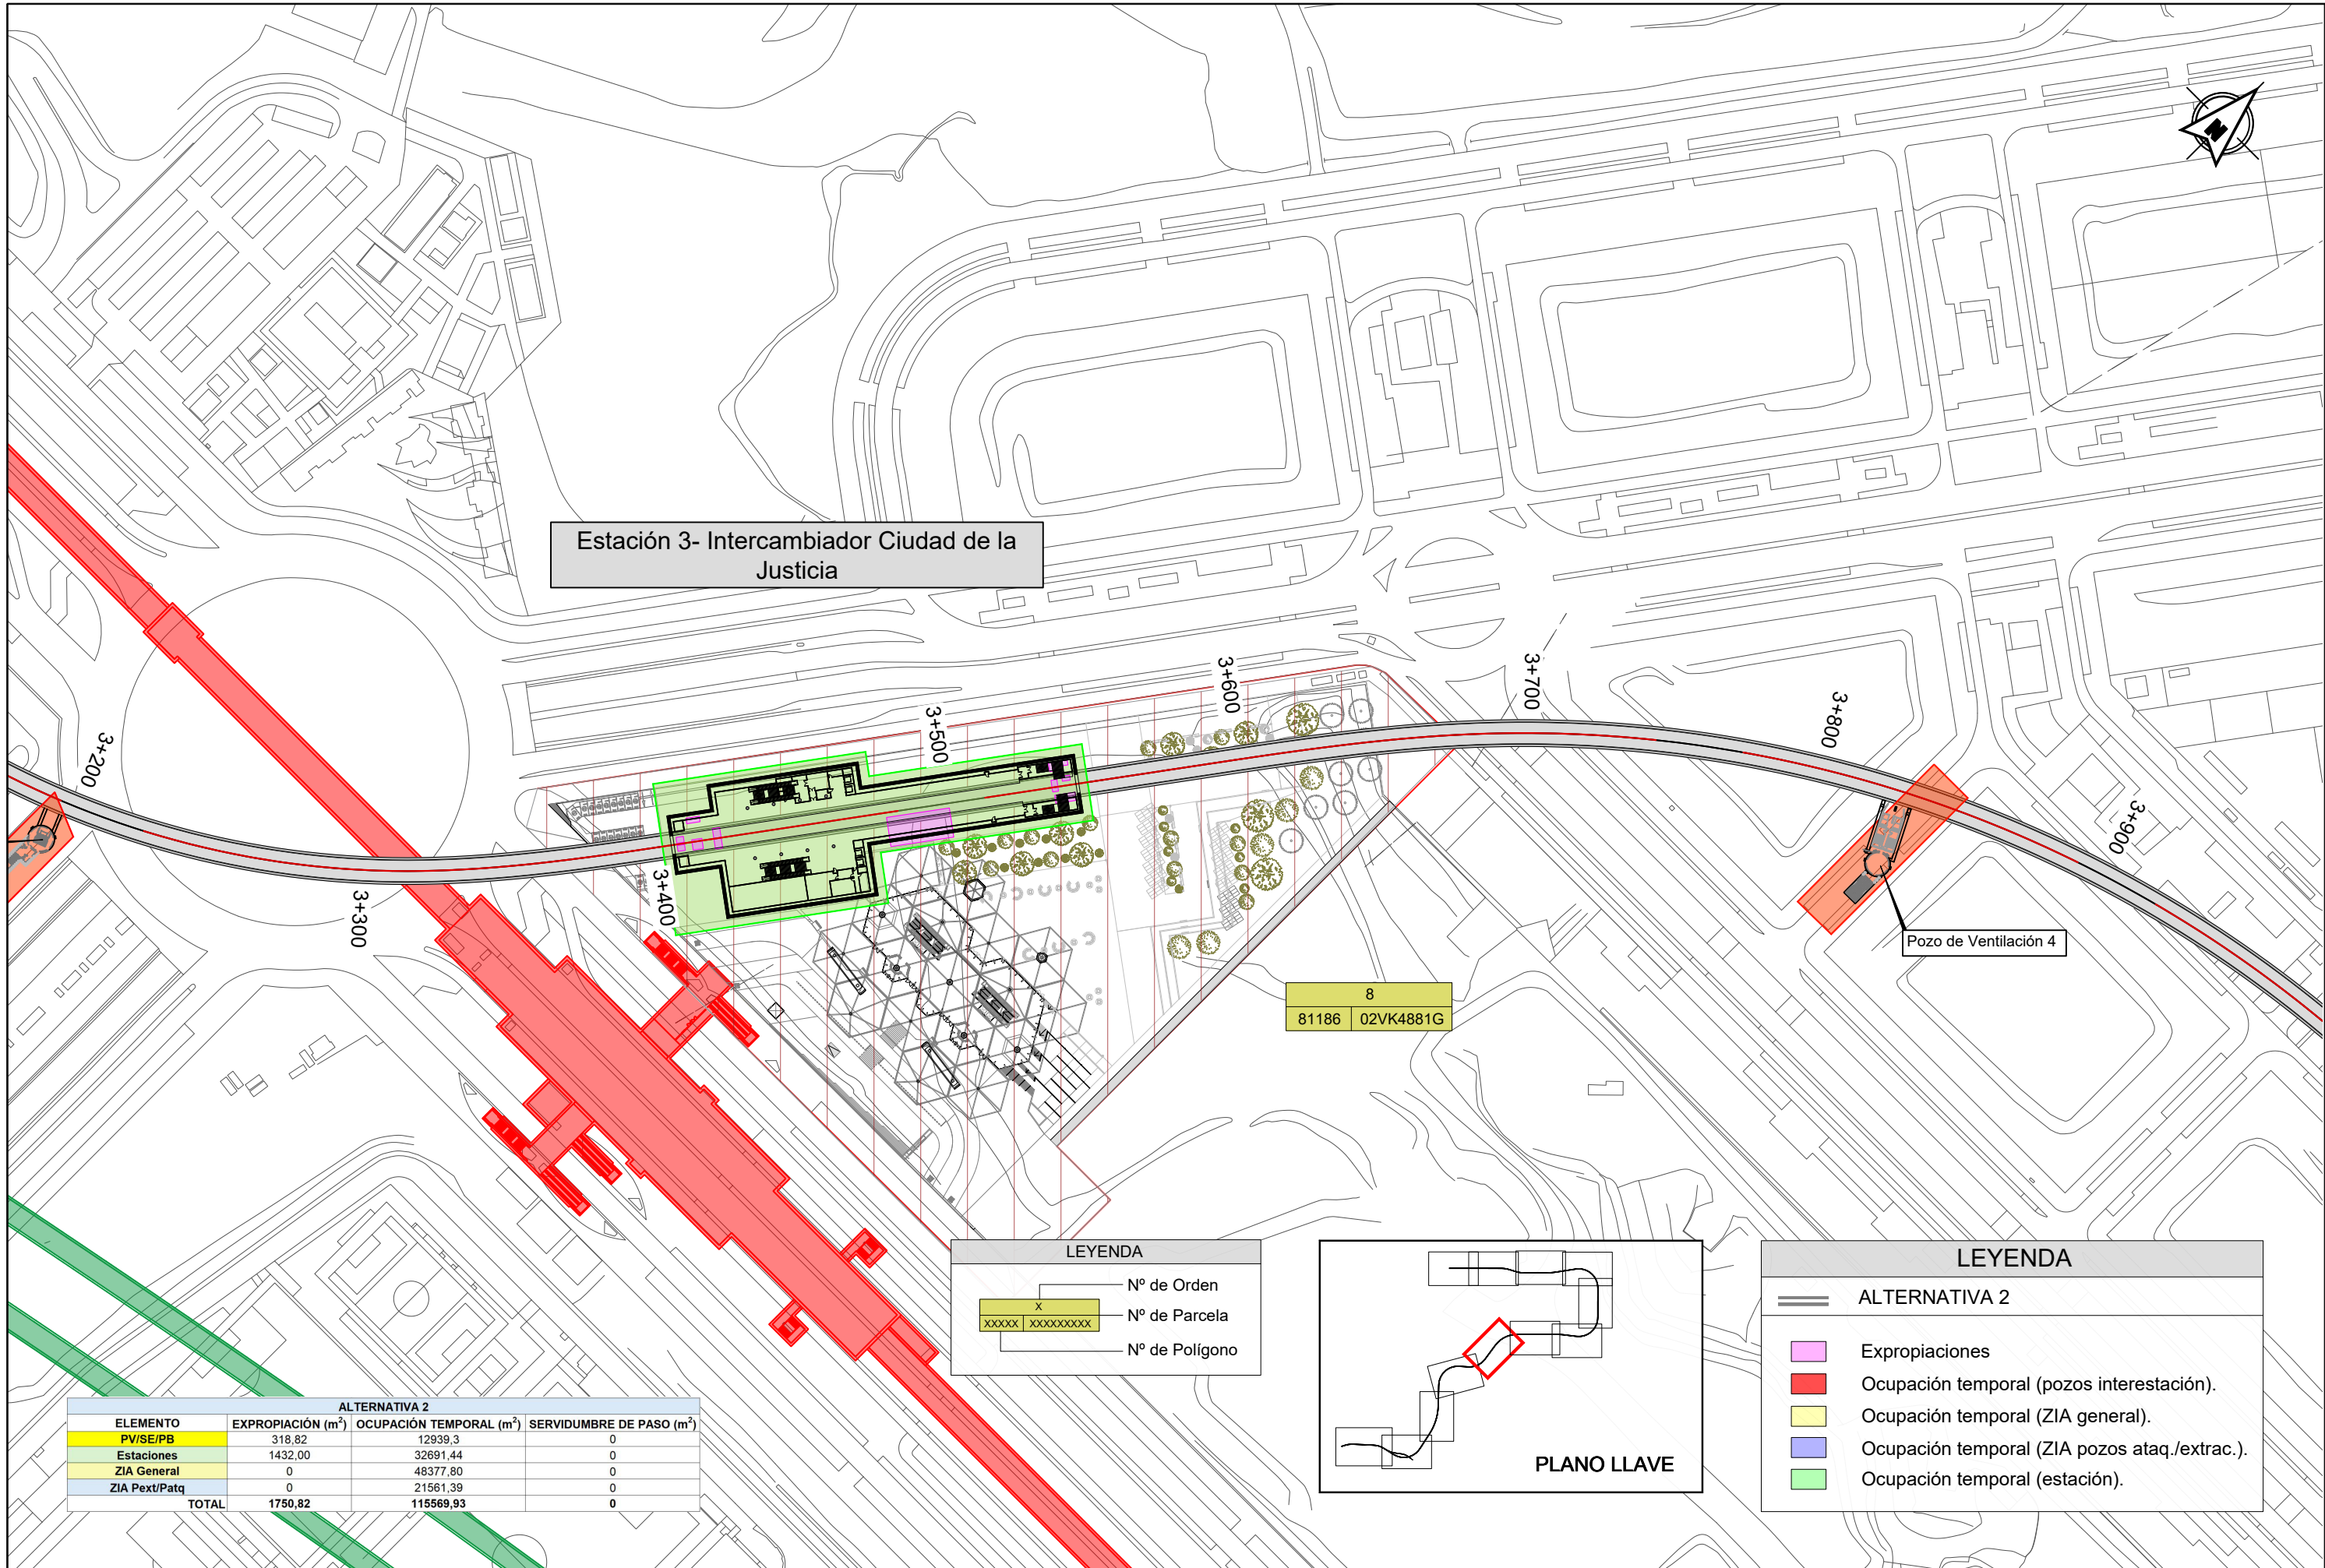 N
Estación 3- Intercambiador Ciudad de la
Justicia
3+200
3+300
3+400
3+500
3+600
3+700
3+800
3+900
Pozo de Ventilación 4
8
81186 02VK4881G
LEYENDA
Nº de Orden
X
XXXXX XXXXXXXXX
Nº de Parcela
Nº de Polígono
PLANO LLAVE
LEYENDA
ALTERNATIVA 2
Expropiaciones
Ocupación temporal (pozos interestación).
Ocupación temporal (ZIA general).
Ocupación temporal (ZIA pozos ataq./extrac.).
Ocupación temporal (estación).
ALTERNATIVA 2
ELEMENTO EXPROPIACIÓN (m²) OCUPACIÓN TEMPORAL (m²) SERVIDUMBRE DE PASO (m²)
PV/SE/PB 318,82 12939,3 0
Estaciones 1432,00 32691,44 0
ZIA General 0 48377,80 0
ZIA Pext/Patq 0 21561,39 0
TOTAL 1750,82 115569,93 0